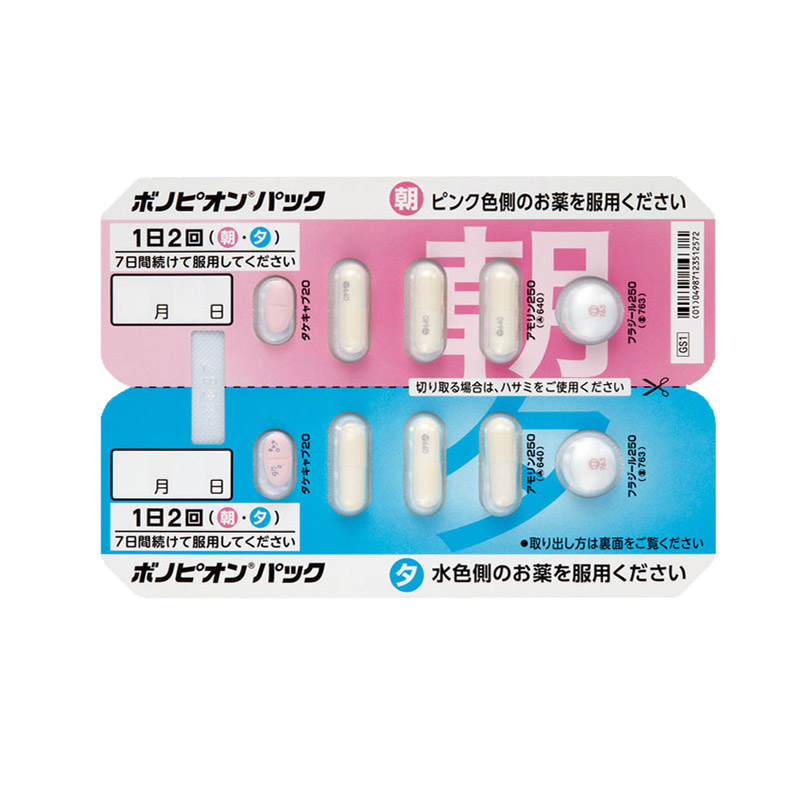 ボノピオン®パック
朝 ピンク色側のお薬を服用ください
1日2回(朝・夕)
7日間続けて服用してください
月 日
タケキャブ20
アモリン250
(640)
フラジール250
(763)
朝
(01)04987123512572
GS1
切り取る場合は、ハサミをご使用ください
夕
月 日
タケキャブ20
アモリン250
(640)
フラジール250
(763)
1日2回(朝・夕)
7日間続けて服用してください
●取り出し方は裏面をご覧ください
ボノピオン®パック
夕 水色側のお薬を服用ください